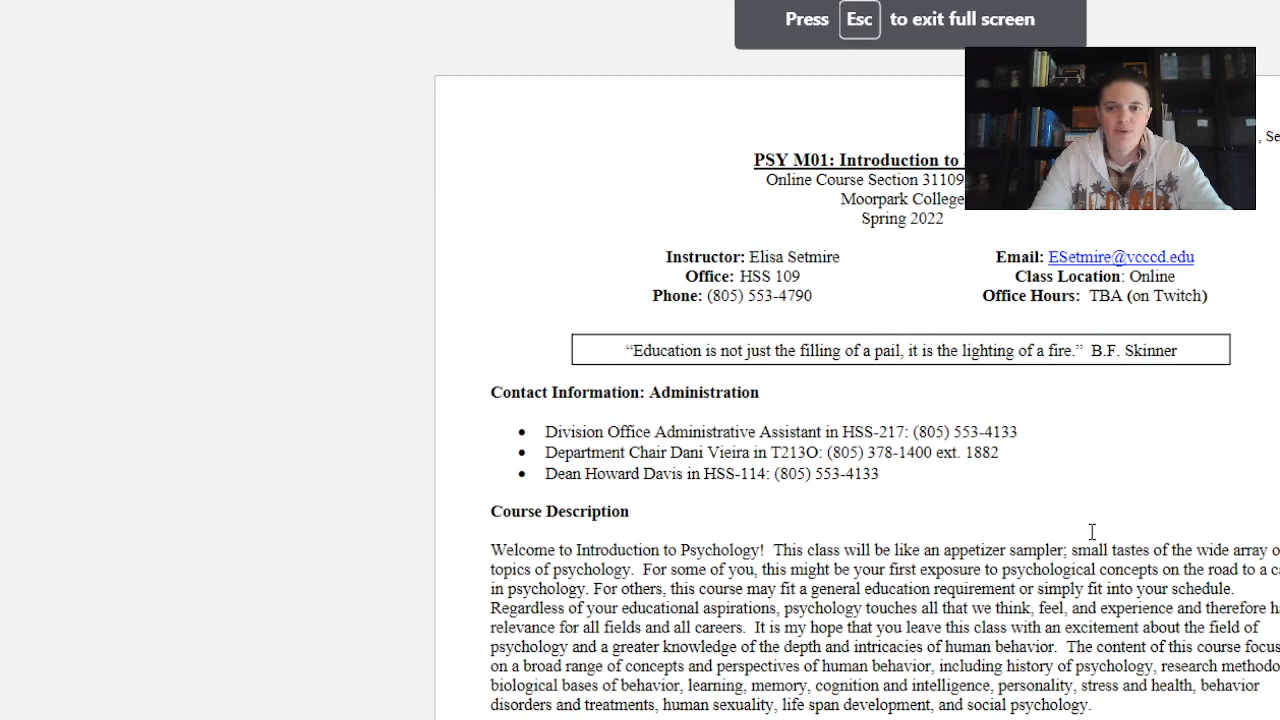 Press Esc to exit full screen
, Se
PSY M01: Introduction to
Online Course Section 31109
Moorpark College
Spring 2022
Instructor: Elisa Setmire
Office: HSS 109
Phone: (805) 553-4790
Email: ESetmire@vcccd.edu
Class Location: Online
Office Hours: TBA (on Twitch)
“Education is not just the filling of a pail, it is the lighting of a fire.” B.F. Skinner
Contact Information: Administration
• Division Office Administrative Assistant in HSS-217: (805) 553-4133
• Department Chair Dani Vieira in T213O: (805) 378-1400 ext. 1882
• Dean Howard Davis in HSS-114: (805) 553-4133
Course Description
Welcome to Introduction to Psychology! This class will be like an appetizer sampler; small tastes of the wide array o
topics of psychology. For some of you, this might be your first exposure to psychological concepts on the road to a ca
in psychology. For others, this course may fit a general education requirement or simply fit into your schedule.
Regardless of your educational aspirations, psychology touches all that we think, feel, and experience and therefore ha
relevance for all fields and all careers. It is my hope that you leave this class with an excitement about the field of
psychology and a greater knowledge of the depth and intricacies of human behavior. The content of this course focus
on a broad range of concepts and perspectives of human behavior, including history of psychology, research methodo
biological bases of behavior, learning, memory, cognition and intelligence, personality, stress and health, behavior
disorders and treatments, human sexuality, life span development, and social psychology.